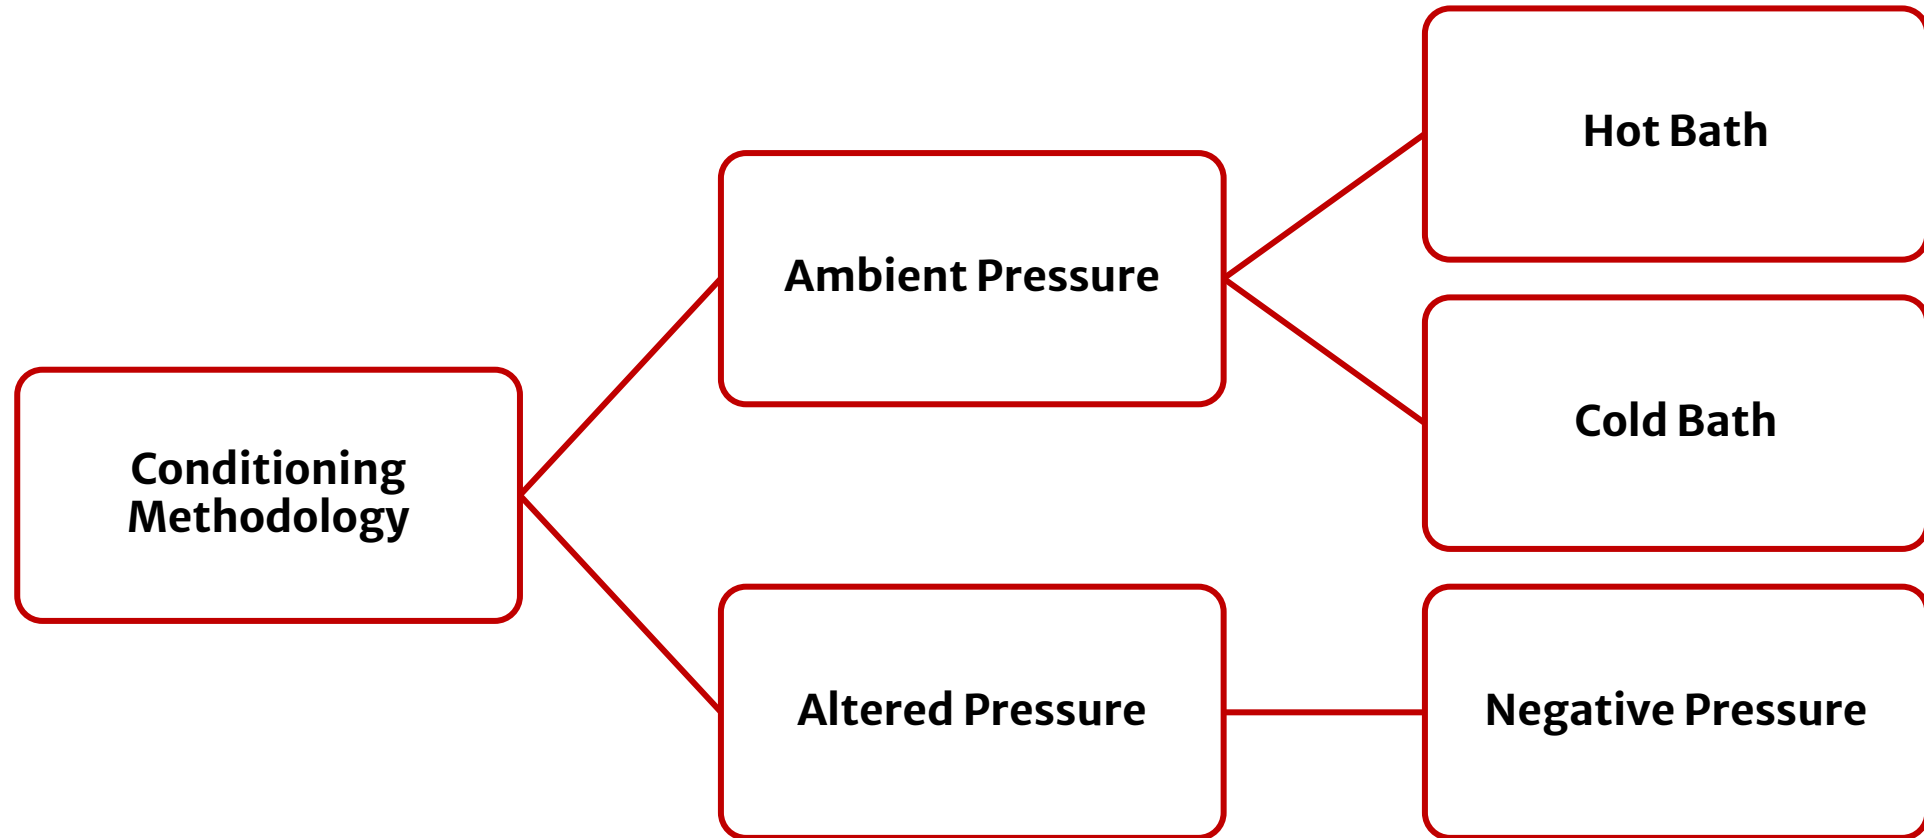 Conditioning
Methodology
Ambient Pressure
Hot Bath
Cold Bath
Altered Pressure
Negative Pressure